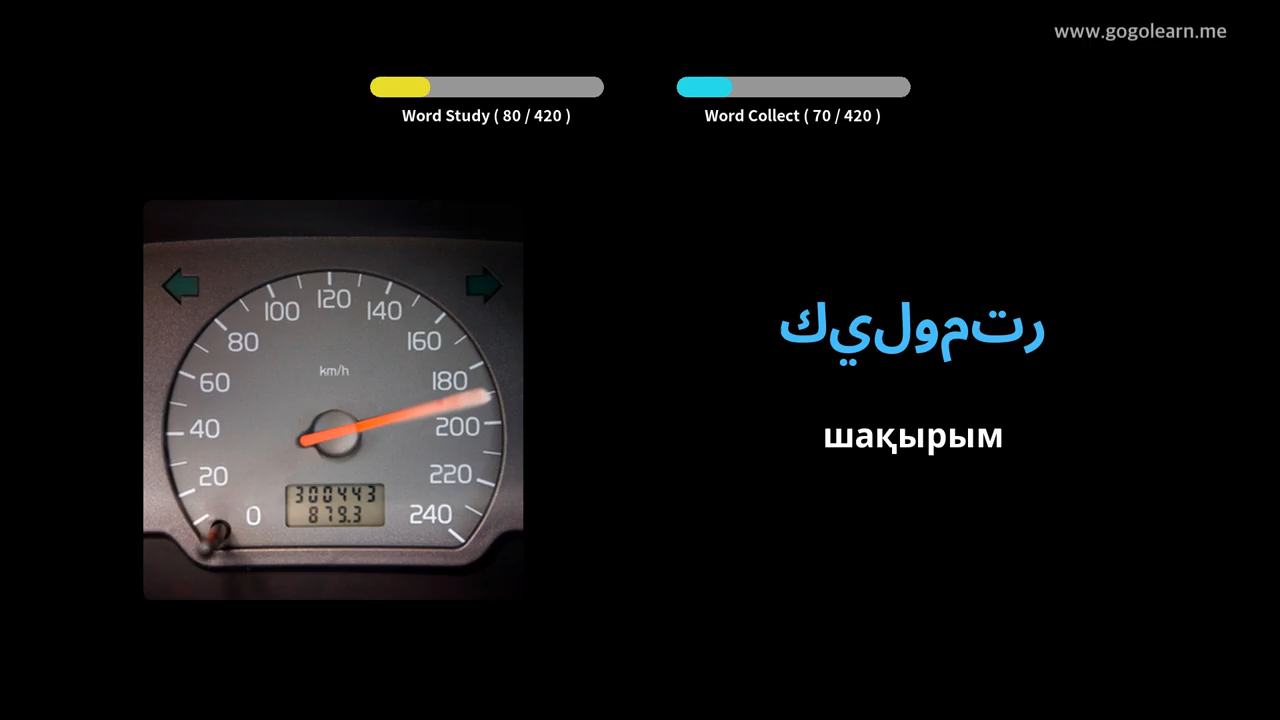 www.gogolearn.me
Word Study ( 80 / 420 )
Word Collect ( 70 / 420 )
100 120 140
80 160
km/h
60 180
40 200
20 220
300443
0 240
879.3
رتموليك
шақырым